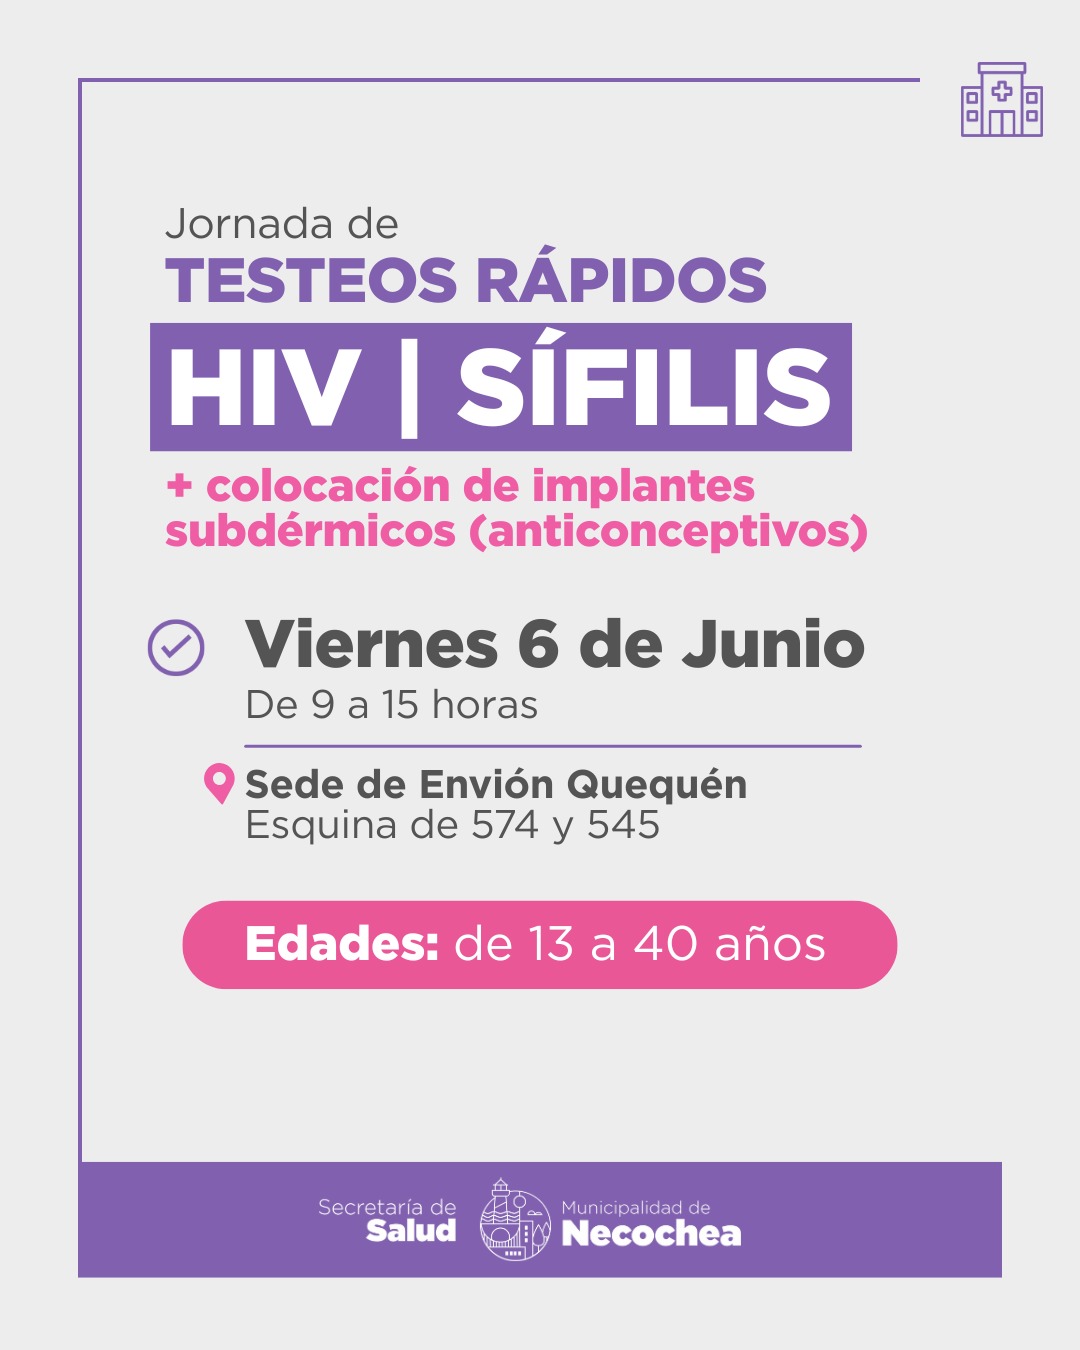 Jornada de
TESTEOS RÁPIDOS
HIV | SÍFILIS
+ colocación de implantes
subdérmicos (anticonceptivos)
Viernes 6 de Junio
De 9 a 15 horas
Sede de Envión Quequén
Esquina de 574 y 545
Edades: de 13 a 40 años
Secretaría de
Salud
Municipalidad de
Necochea